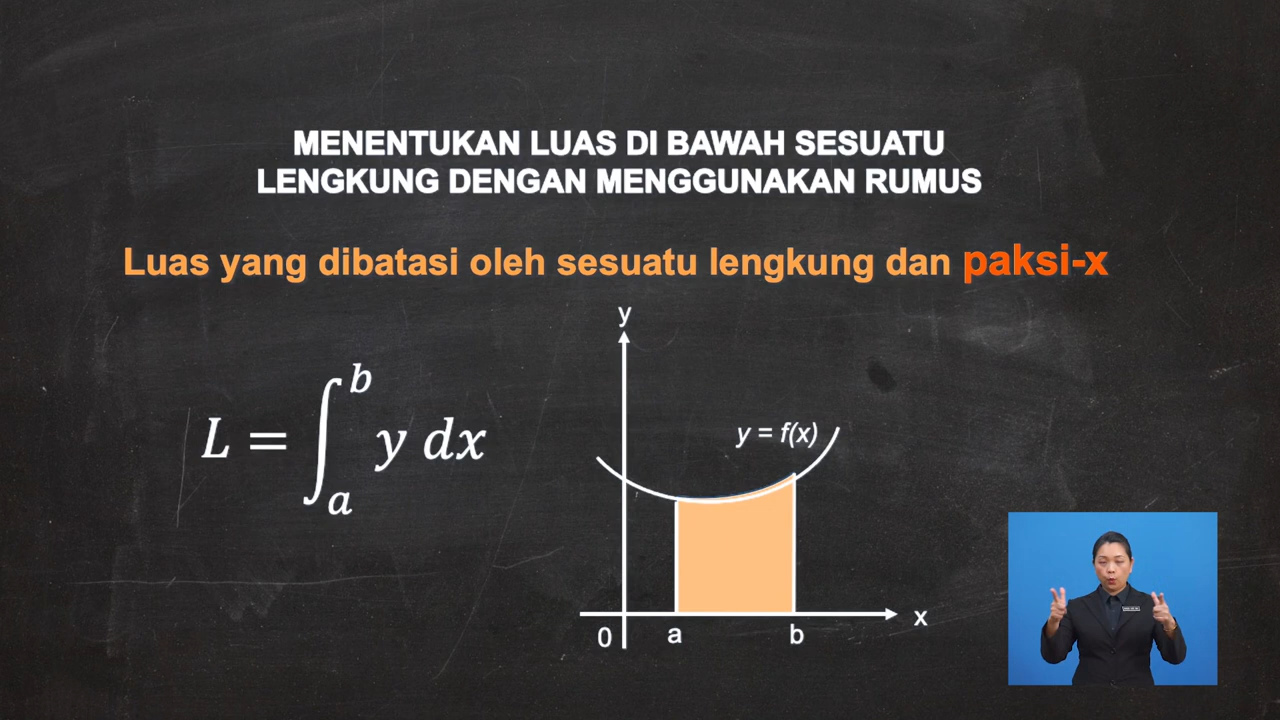 MENENTUKAN LUAS DI BAWAH SESUATU
LENGKUNG DENGAN MENGGUNAKAN RUMUS
Luas yang dibatasi oleh sesuatu lengkung dan paksi-x
y
b
L = ∫ y dx
a
y = f(x)
x
0 a b